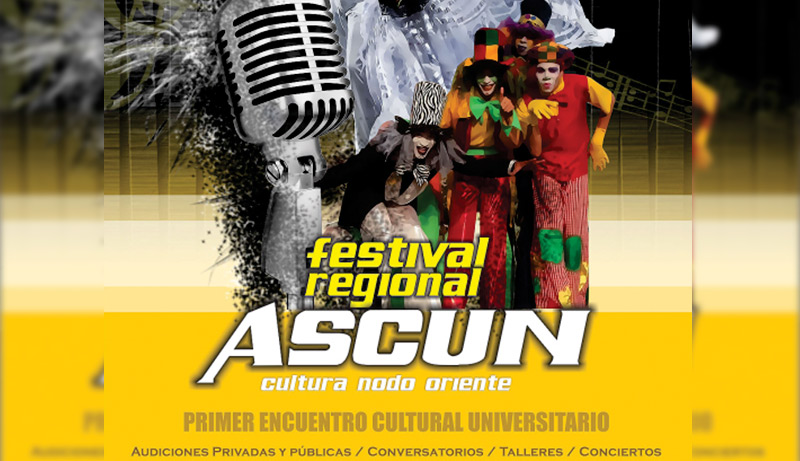 festival
regional
ASCUN
cultura nodo oriente
PRIMER ENCUENTRO CULTURAL UNIVERSITARIO
AUDICIONES PRIVADAS Y PÚBLICAS / CONVERSATORIOS / TALLERES / CONCIERTOS